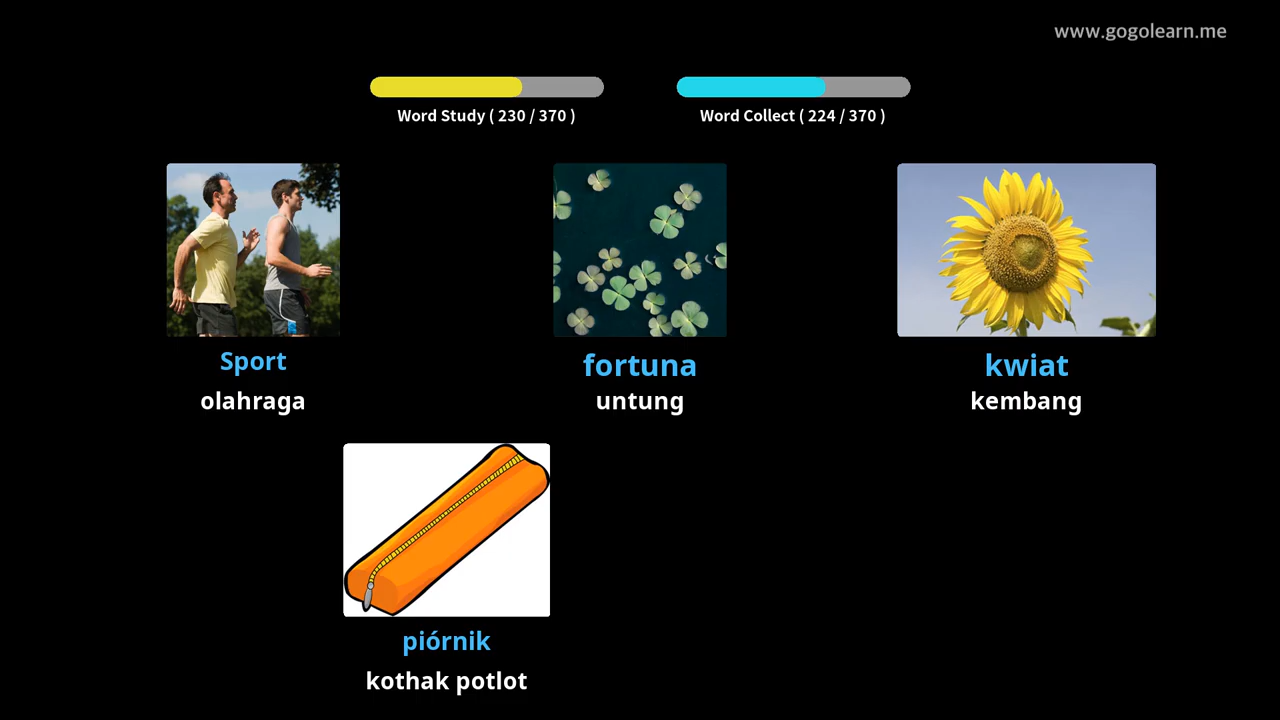 www.gogolearn.me
Word Study ( 230 / 370 )
Word Collect ( 224 / 370 )
Sport
olahraga
fortuna
untung
kwiat
kembang
piórnik
kothak potlot